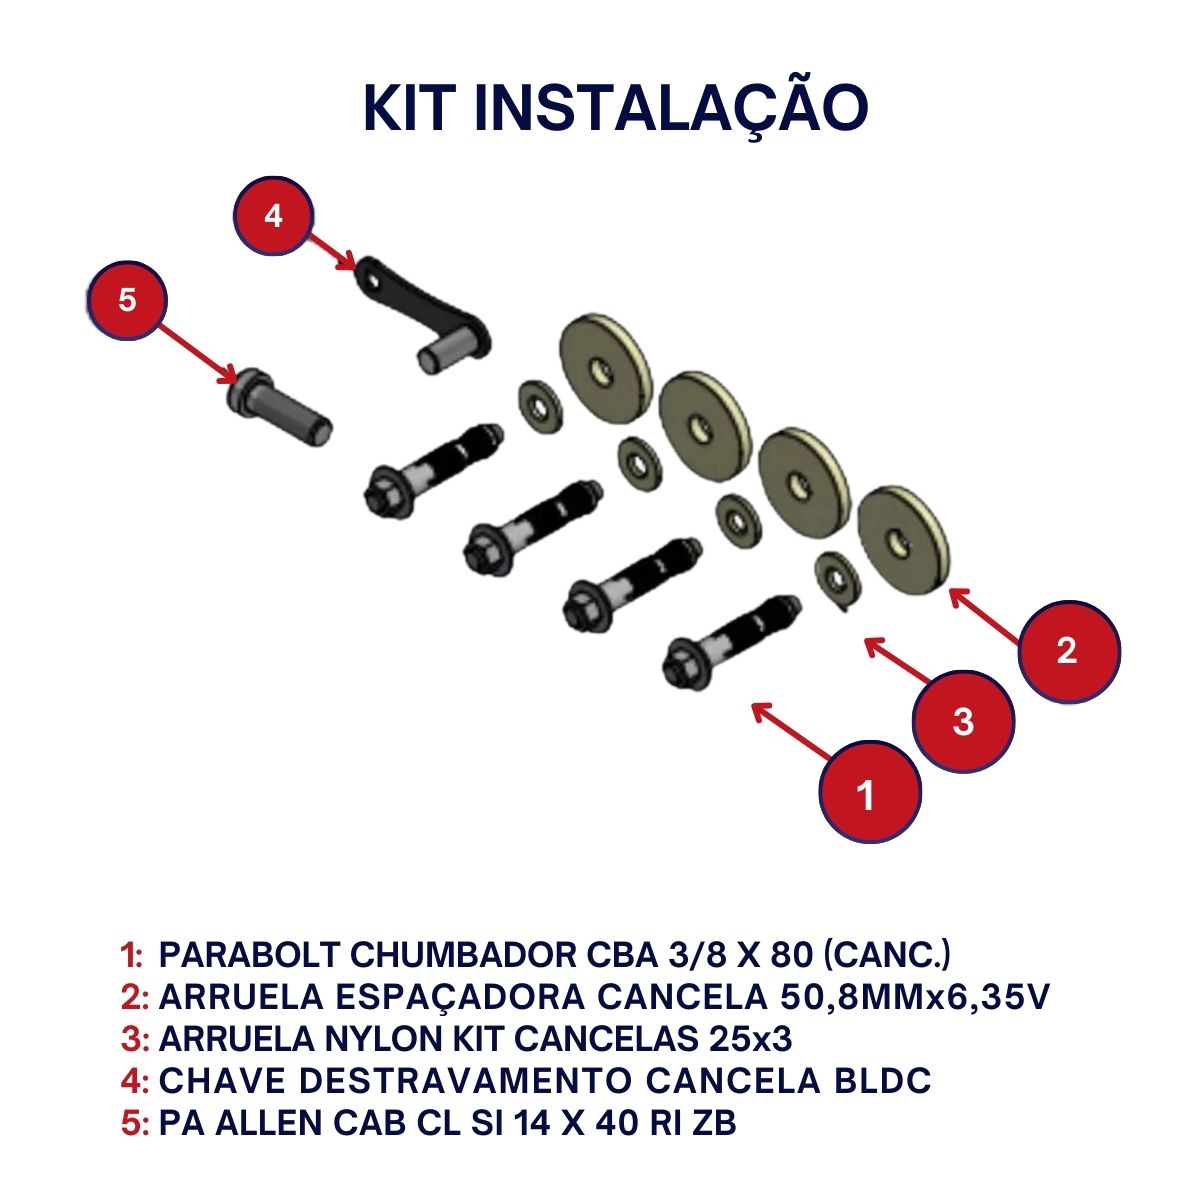 KIT INSTALAÇÃO
4
5
2
3
1
1: PARABOLT CHUMBADOR CBA 3/8 X 80 (CANC.)
2: ARRUELA ESPAÇADORA CANCELA 50,8MMx6,35V
3: ARRUELA NYLON KIT CANCELAS 25x3
4: CHAVE DESTRAVAMENTO CANCELA BLDC
5: PA ALLEN CAB CL SI 14 X 40 RI ZB